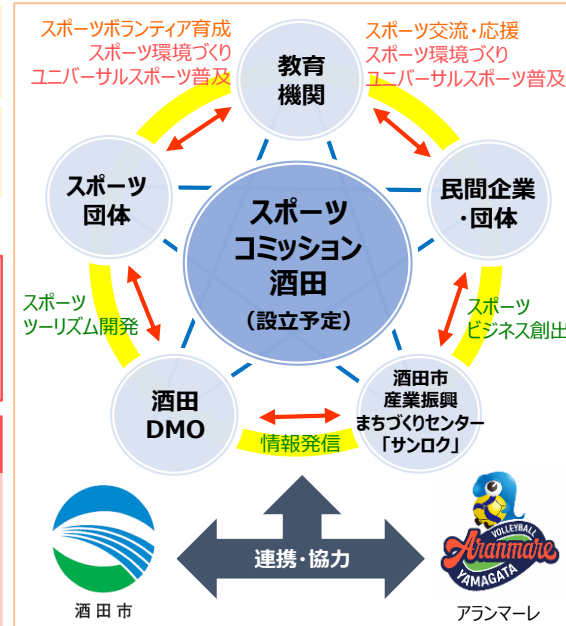 スポーツボランティア育成
スポーツ環境づくり
ユニバーサルスポーツ普及
スポーツ交流・応援
スポーツ環境づくり
ユニバーサルスポーツ普及
教育
機関
スポーツ
団体
民間企業
・団体
スポーツ
コミッション
酒田
（設立予定）
スポーツ
ツーリズム開発
スポーツ
ビジネス創出
酒田
DMO
酒田市
産業振興
まちづくりセンター
「サンロク」
情報発信
連携・協力
酒田市
VOLLEYBALL
Aranmare
YAMAGATA
アランマーレ